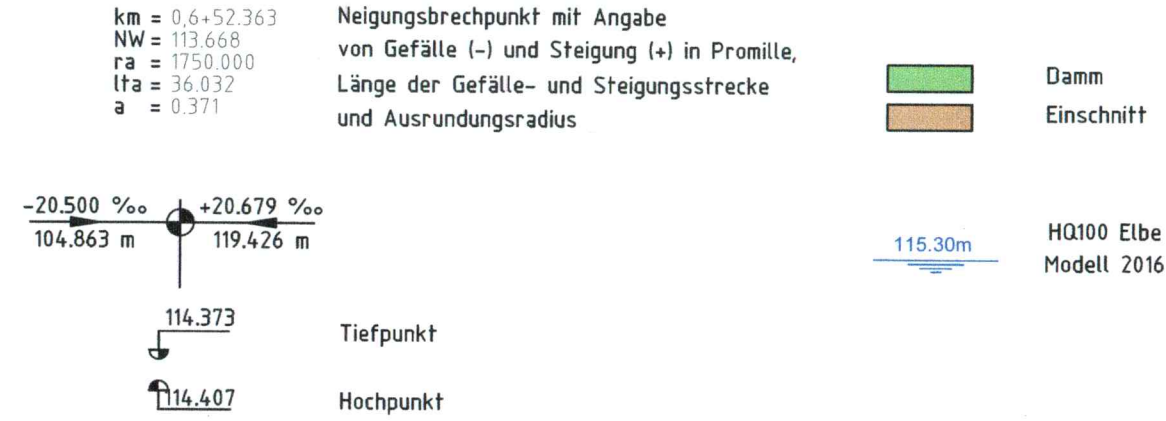 km = 0,6+52.363
NW = 113.668
ra = 1750.000
lta = 36.032
a = 0.371
Neigungsbrechpunkt mit Angabe
von Gefälle (-) und Steigung (+) in Promille,
Länge der Gefälle- und Steigungsstrecke
und Ausrundungsradius
Damm
Einschnitt
-20.500 ‰ +20.679 ‰
104.863 m 119.426 m
115.30m
HQ100 Elbe
Modell 2016
114.373
Tiefpunkt
114.407
Hochpunkt